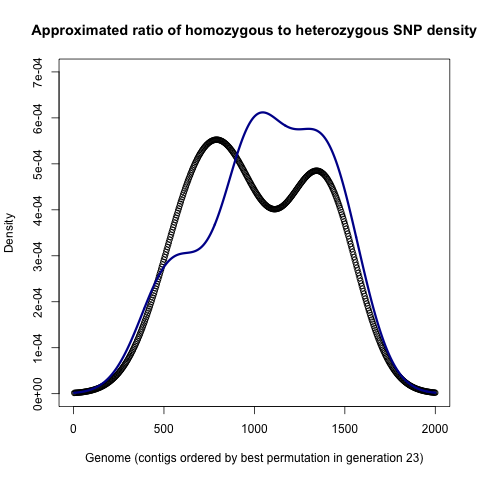 Approximated ratio of homozygous to heterozygous SNP density
7e-04
6e-04
5e-04
4e-04
3e-04
2e-04
1e-04
0e+00
Density
0 500 1000 1500 2000
Genome (contigs ordered by best permutation in generation 23)